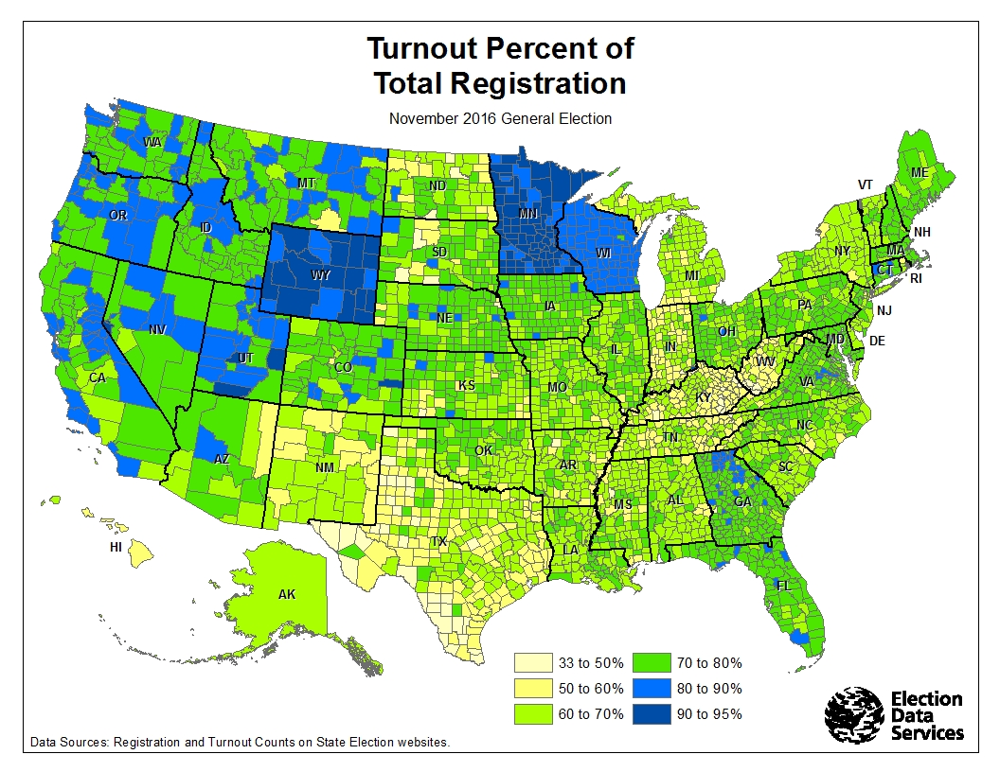 Turnout Percent of
Total Registration
November 2016 General Election
WA
MT
ND
MN
ME
VT
OR
ID
SD
WI
NH
WY
MI
NY
MA
CT
RI
NE
IA
PA
NJ
NV
UT
CO
IL
IN
OH
MD
DE
CA
KS
MO
WV
VA
KY
AZ
NM
OK
AR
TN
NC
SC
TX
LA
MS
AL
GA
HI
AK
FL
33 to 50%
70 to 80%
50 to 60%
80 to 90%
60 to 70%
90 to 95%
Election
Data
Services
Data Sources: Registration and Turnout Counts on State Election websites.